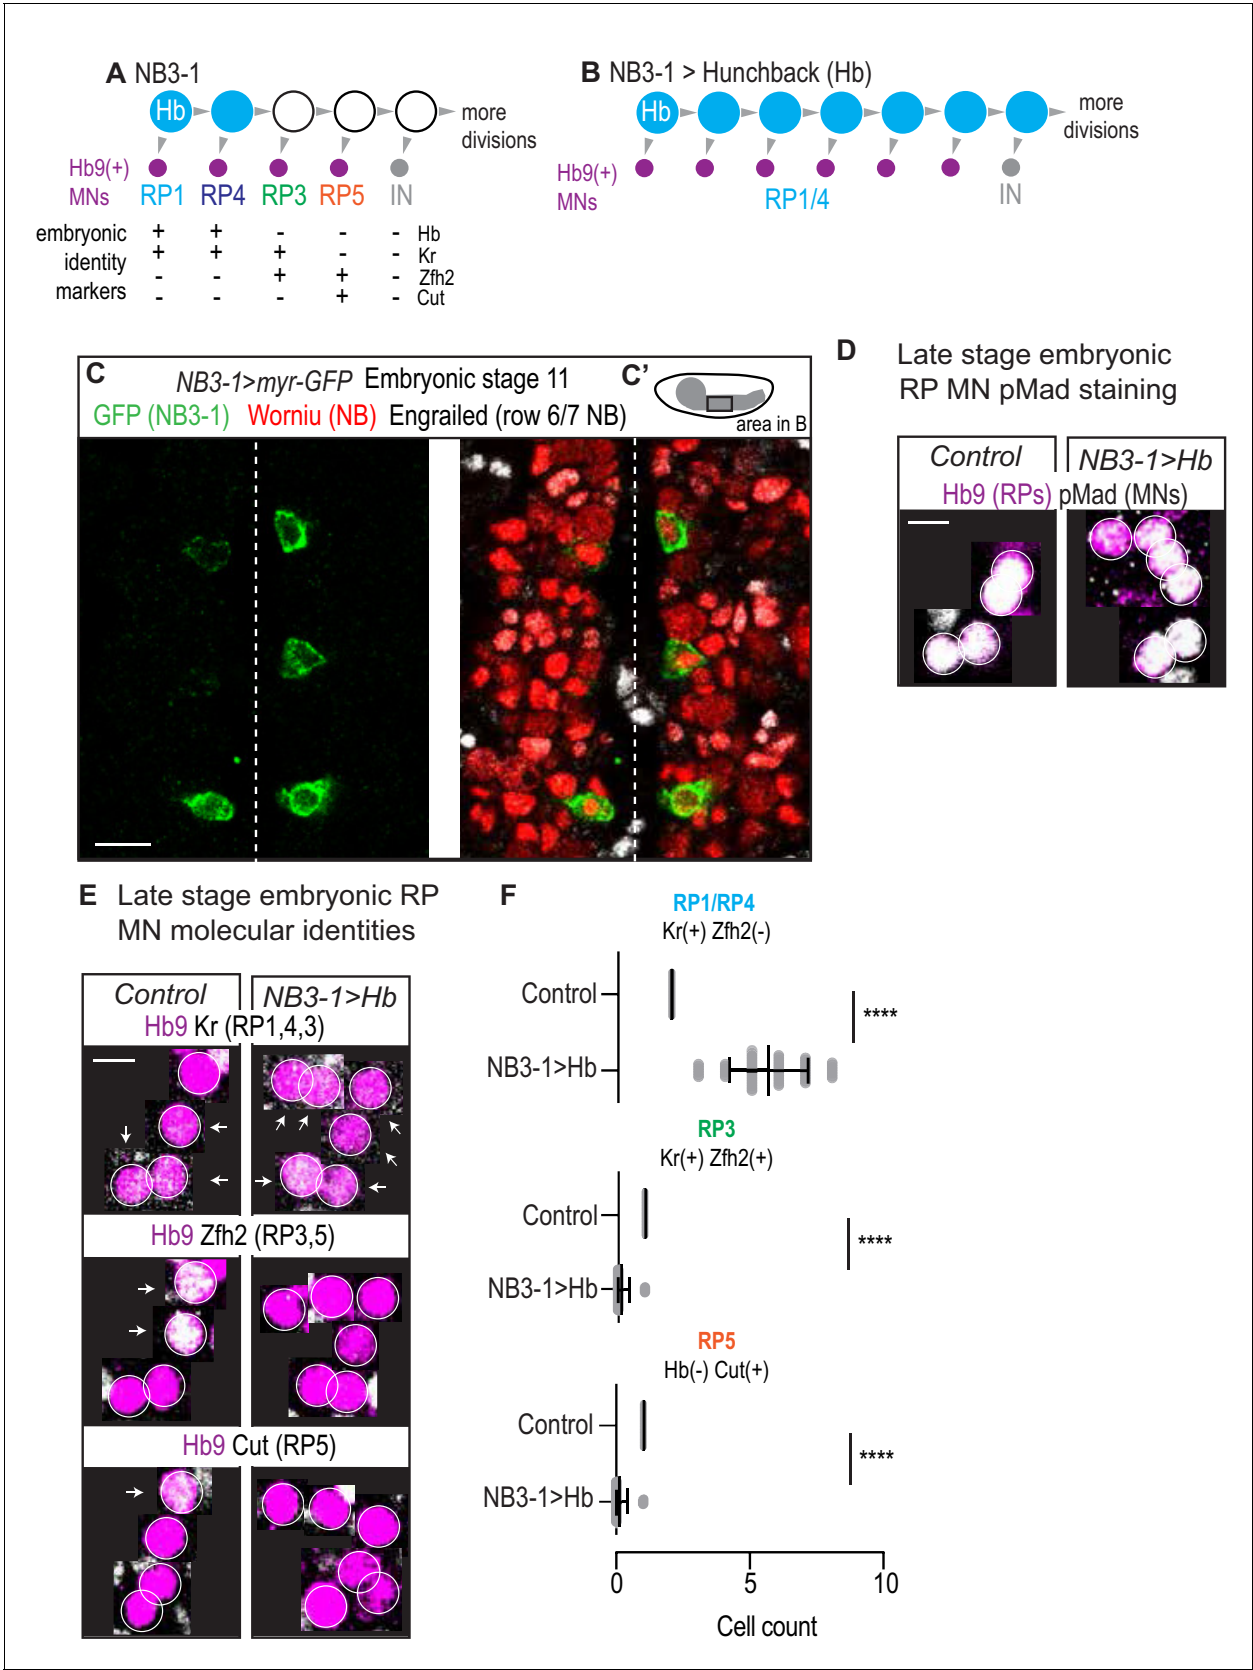 A NB3-1
Hb
more
divisions
Hb9(+)
MNs
RP1 RP4 RP3 RP5 IN
embryonic
identity
markers
+ + - - - Hb
+ + + - - Kr
- - + + - Zfh2
- - - + - Cut
B NB3-1 > Hunchback (Hb)
Hb
more
divisions
Hb9(+)
MNs
RP1/4
IN
C NB3-1>myr-GFP Embryonic stage 11 C'
GFP (NB3-1) Worniu (NB) Engrailed (row 6/7 NB)
area in B
D Late stage embryonic
RP MN pMad staining
Control NB3-1>Hb
Hb9 (RPs) pMad (MNs)
E Late stage embryonic RP
MN molecular identities
Control NB3-1>Hb
Hb9 Kr (RP1,4,3)
Hb9 Zfh2 (RP3,5)
Hb9 Cut (RP5)
F
RP1/RP4
Kr(+) Zfh2(-)
Control
****
NB3-1>Hb
RP3
Kr(+) Zfh2(+)
Control
****
NB3-1>Hb
RP5
Hb(-) Cut(+)
Control
****
NB3-1>Hb
0 5 10
Cell count